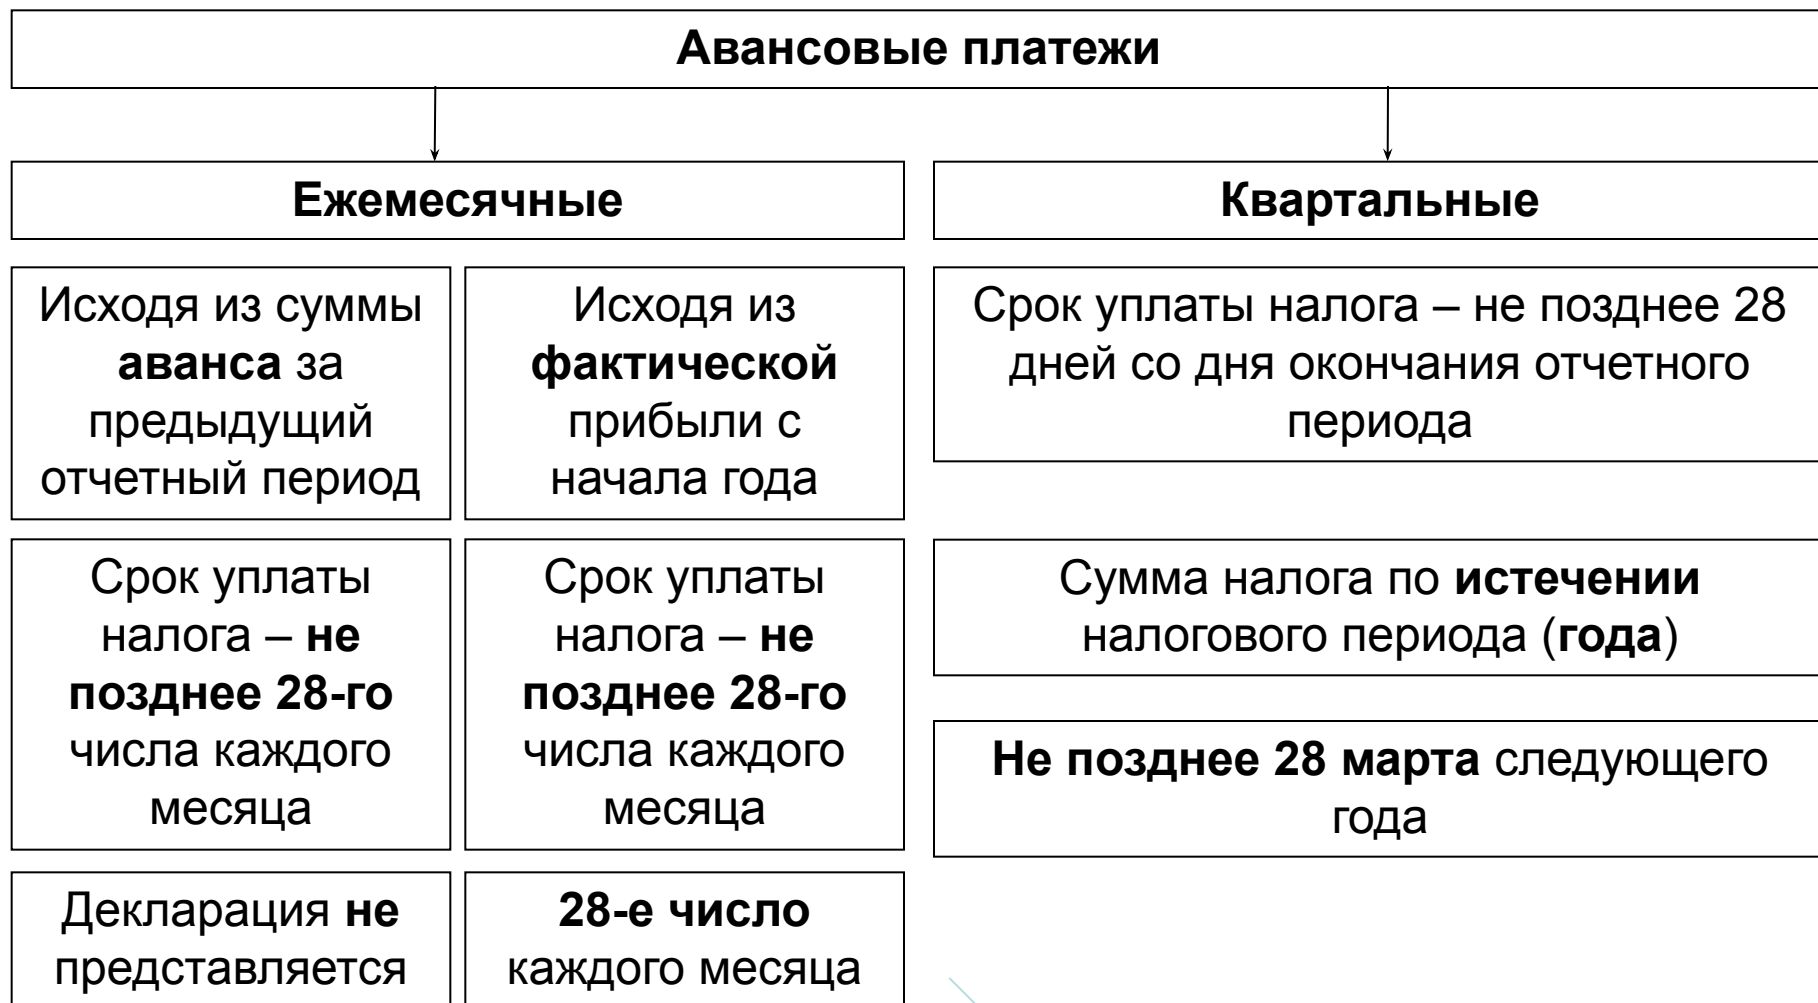 Авансовые платежи
Ежемесячные
Квартальные
Исходя из суммы
аванса за
предыдущий
отчетный период
Исходя из
фактической
прибыли с
начала года
Срок уплаты налога – не позднее 28
дней со дня окончания отчетного
периода
Срок уплаты
налога – не
позднее 28-го
числа каждого
месяца
Срок уплаты
налога – не
позднее 28-го
числа каждого
месяца
Сумма налога по истечении
налогового периода (года)
Не позднее 28 марта следующего
года
Декларация не
представляется
28-е число
каждого месяца